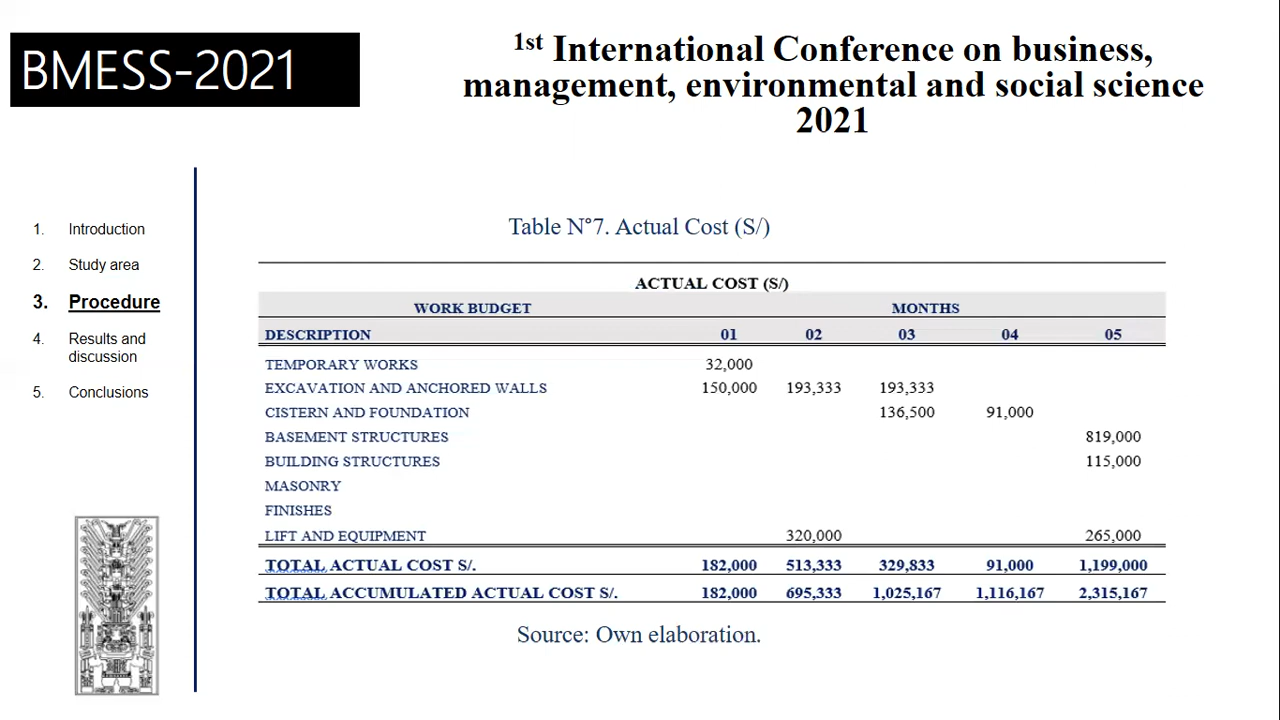 BMESS-2021
1st International Conference on business,
management, environmental and social science
2021
1. Introduction
2. Study area
3. Procedure
4. Results and
discussion
5. Conclusions
Table N°7. Actual Cost (S/)
ACTUAL COST (S/)
WORK BUDGET MONTHS
DESCRIPTION 01 02 03 04 05
TEMPORARY WORKS 32,000
EXCAVATION AND ANCHORED WALLS 150,000 193,333 193,333
CISTERN AND FOUNDATION 136,500 91,000
BASEMENT STRUCTURES 819,000
BUILDING STRUCTURES 115,000
MASONRY
FINISHES
LIFT AND EQUIPMENT 320,000 265,000
TOTAL ACTUAL COST S/. 182,000 513,333 329,833 91,000 1,199,000
TOTAL ACCUMULATED ACTUAL COST S/. 182,000 695,333 1,025,167 1,116,167 2,315,167
Source: Own elaboration.